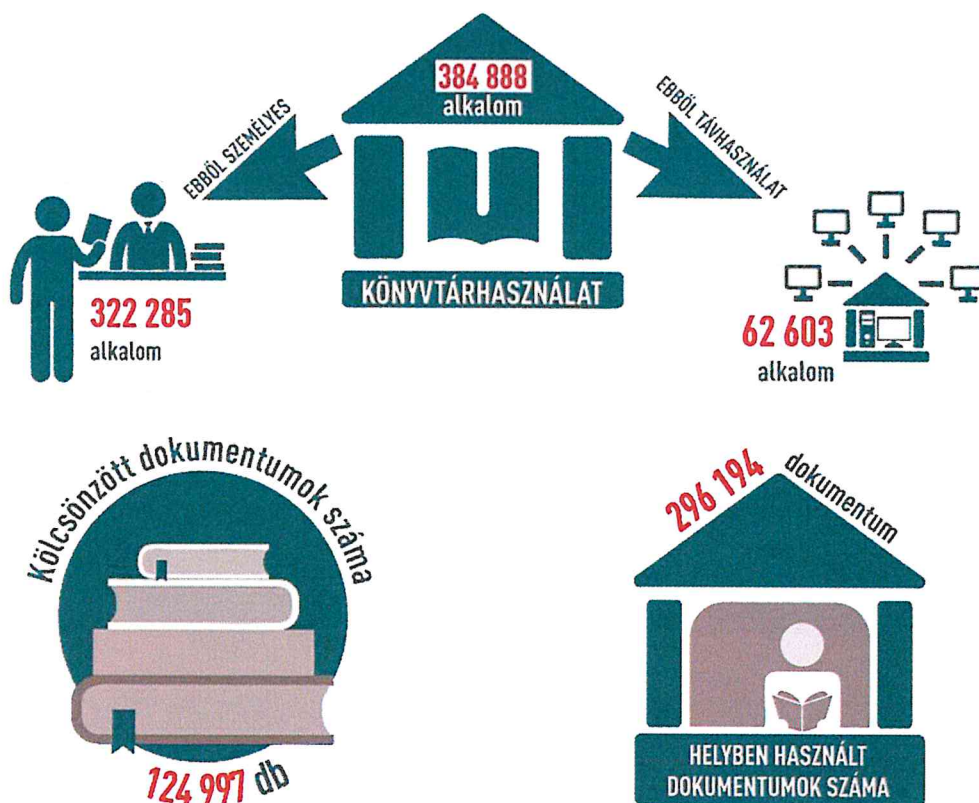 384 888
alkalom
EBBŐL SZEMÉLYES
EBBŐL TÁVHASZNÁLAT
KÖNYVTÁRHASZNÁLAT
322 285
alkalom
62 603
alkalom
Kölcsönzött dokumentumok száma
124 997 db
296 194 dokumentum
HELYBEN HASZNÁLT
DOKUMENTUMOK SZÁMA